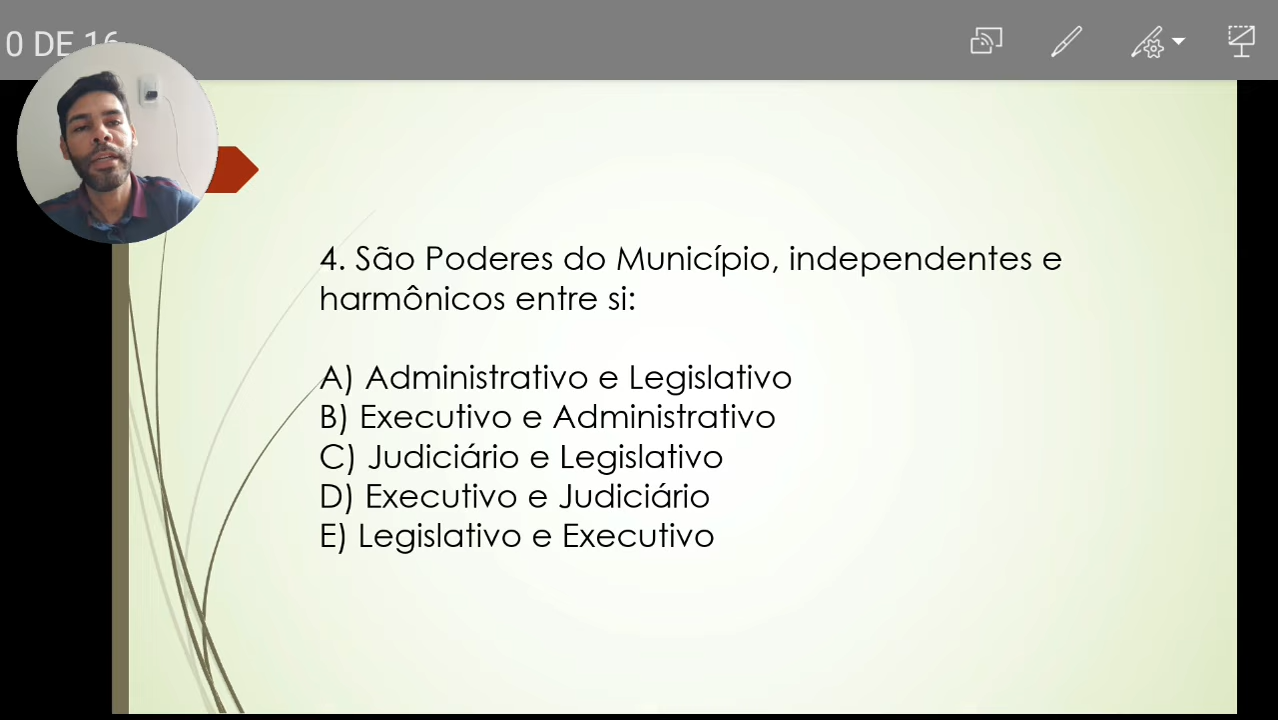 0 DE 16
4. São Poderes do Município, independentes e
harmônicos entre si:
A) Administrativo e Legislativo
B) Executivo e Administrativo
C) Judiciário e Legislativo
D) Executivo e Judiciário
E) Legislativo e Executivo